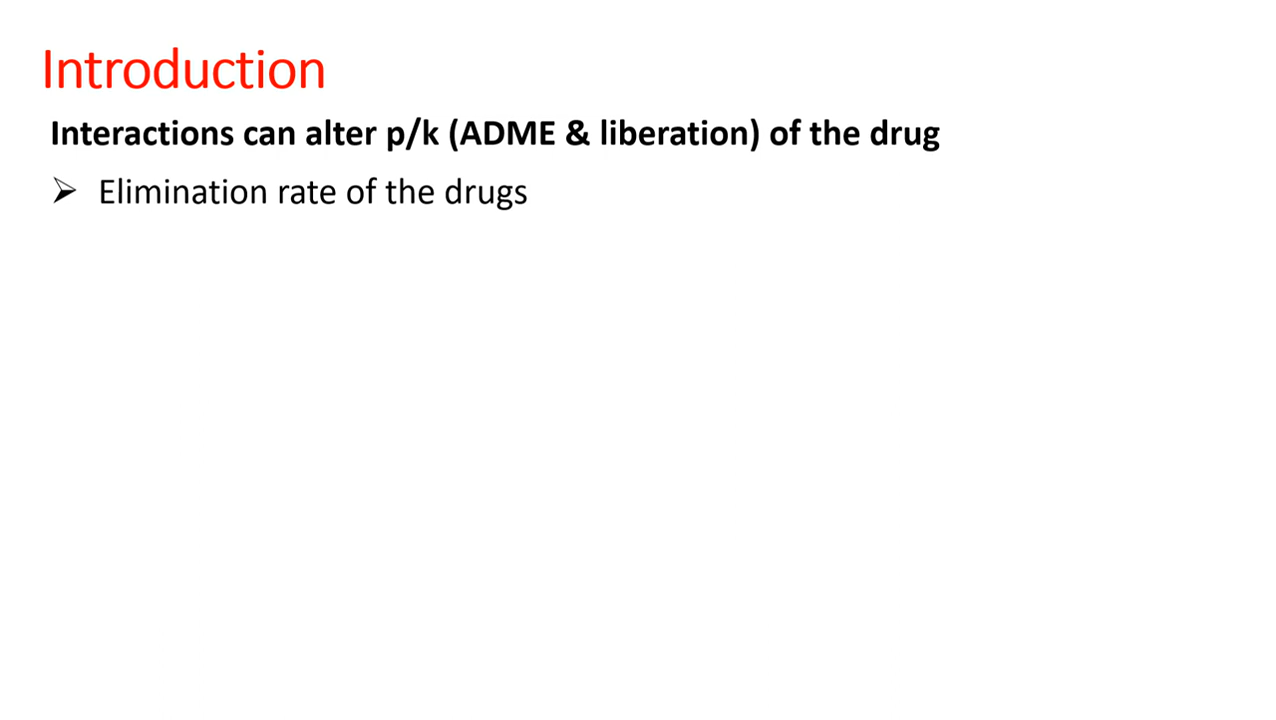 Introduction
Interactions can alter p/k (ADME & liberation) of the drug
➢ Elimination rate of the drugs